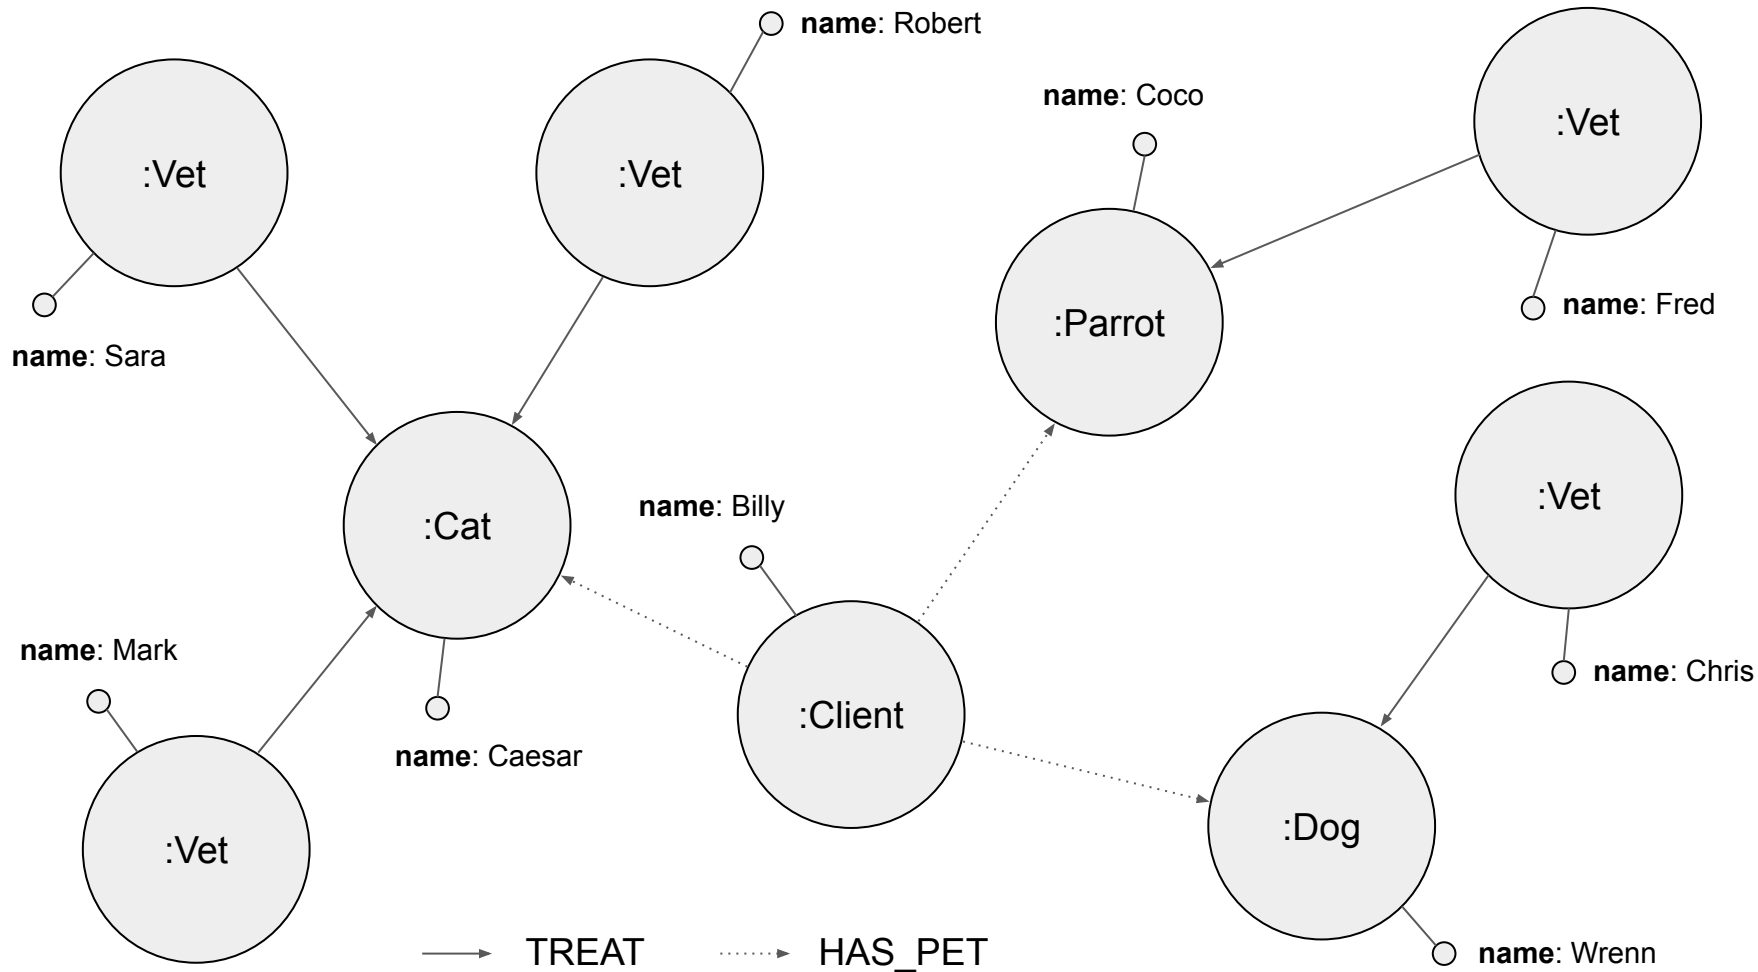 name: Robert
name: Coco
:Vet
:Vet
:Vet
name: Fred
:Parrot
name: Sara
:Vet
name: Billy
:Cat
name: Mark
name: Chris
:Client
name: Caesar
:Dog
:Vet
TREAT
HAS_PET
name: Wrenn